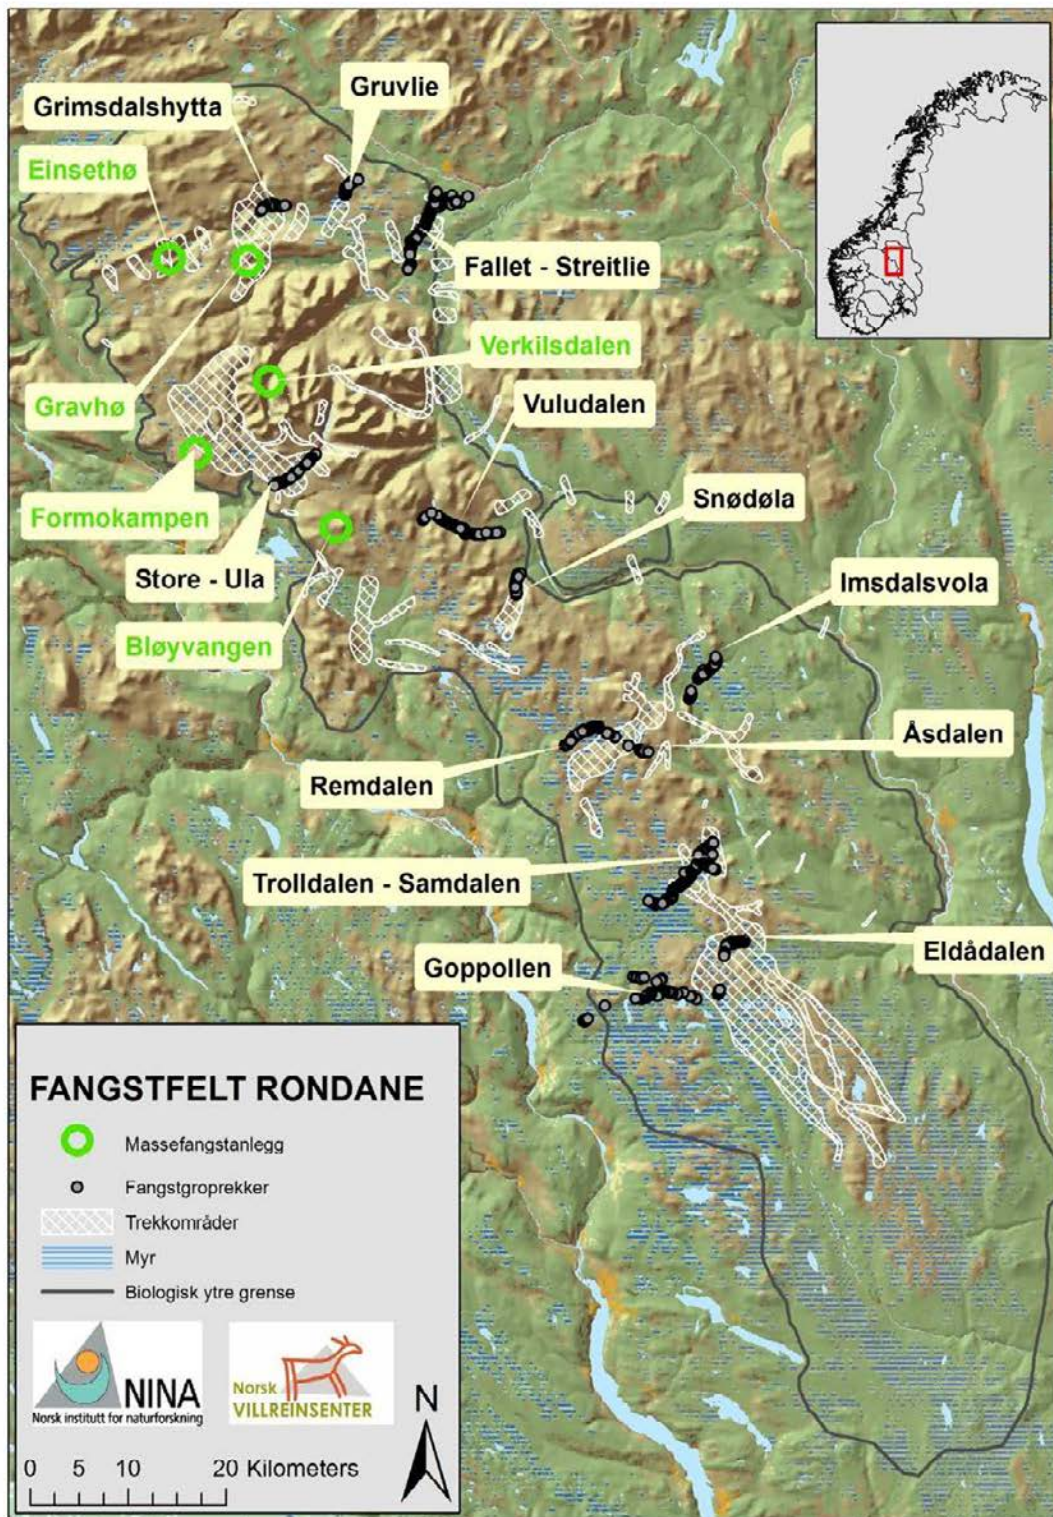 Gruvlie
Grimsdalshytta
Einsethø
Fallet - Streitlie
Verkilsdalen
Gravhø
Vuludalen
Snødøla
Formokampen
Store - Ula
Imsdalsvola
Bløyvangen
Åsdalen
Remdalen
Trolldalen - Samdalen
Eldådalen
Goppollen
FANGSTFELT RONDANE
Massefangstanlegg
Fangstgroprekker
Trekkområder
Myr
Biologisk ytre grense
NINA
Norsk institutt for naturforskning
Norsk
VILLREINSENTER
N
0 5 10 20 Kilometers